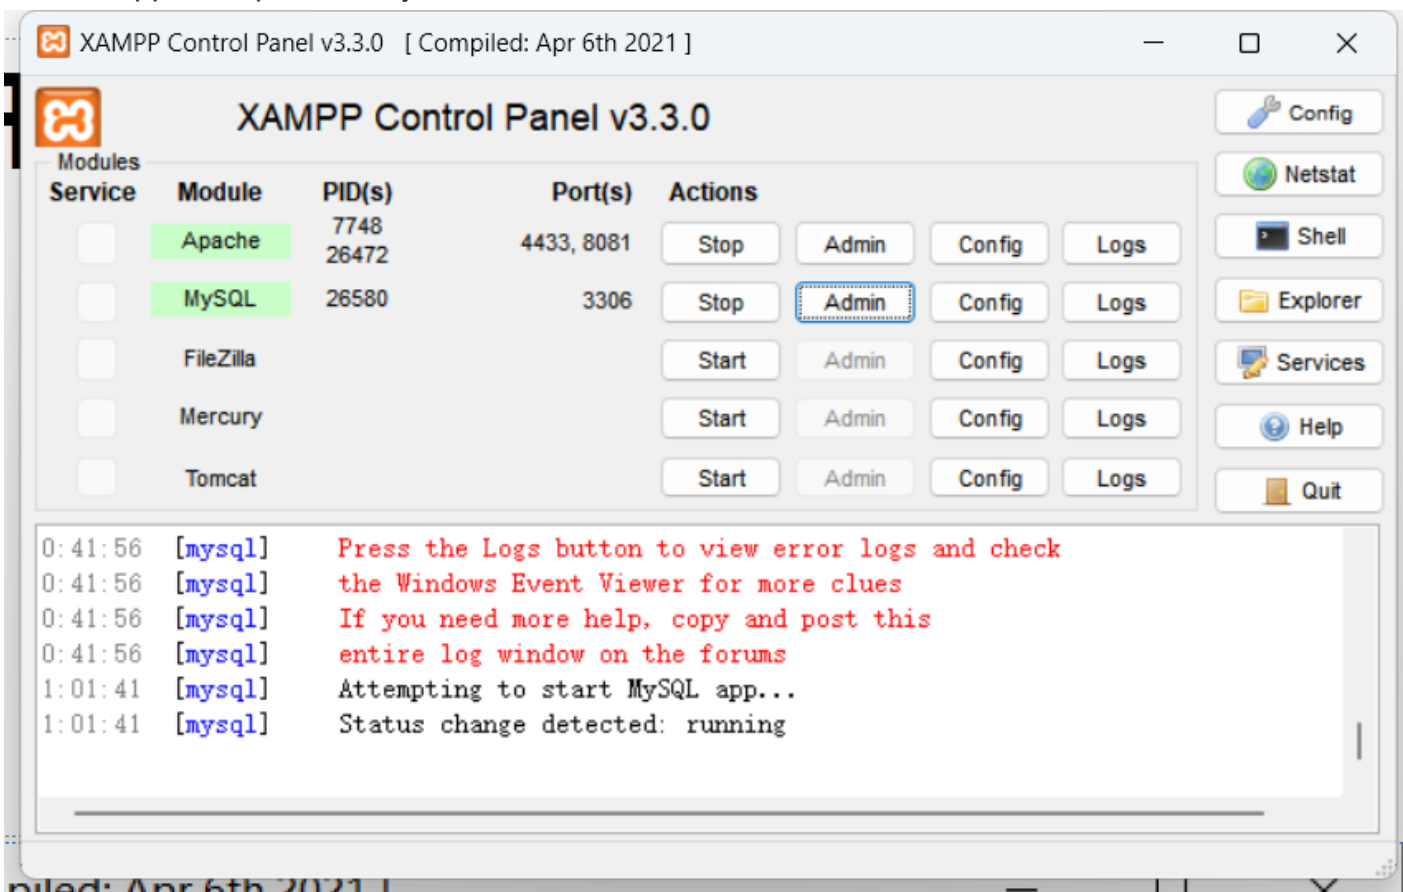 XAMPP Control Panel v3.3.0 [ Compiled: Apr 6th 2021 ]
XAMPP Control Panel v3.3.0
Config
Modules
Service Module PID(s) Port(s) Actions
Netstat
Apache 7748 26472 4433, 8081 Stop Admin Config Logs
Shell
MySQL 26580 3306 Stop Admin Config Logs
Explorer
FileZilla Start Admin Config Logs
Services
Mercury Start Admin Config Logs
Help
Tomcat Start Admin Config Logs
Quit
0:41:56 [mysql] Press the Logs button to view error logs and check
0:41:56 [mysql] the Windows Event Viewer for more clues
0:41:56 [mysql] If you need more help, copy and post this
0:41:56 [mysql] entire log window on the forums
1:01:41 [mysql] Attempting to start MySQL app...
1:01:41 [mysql] Status change detected: running
piled: Apr 6th 2021 ]